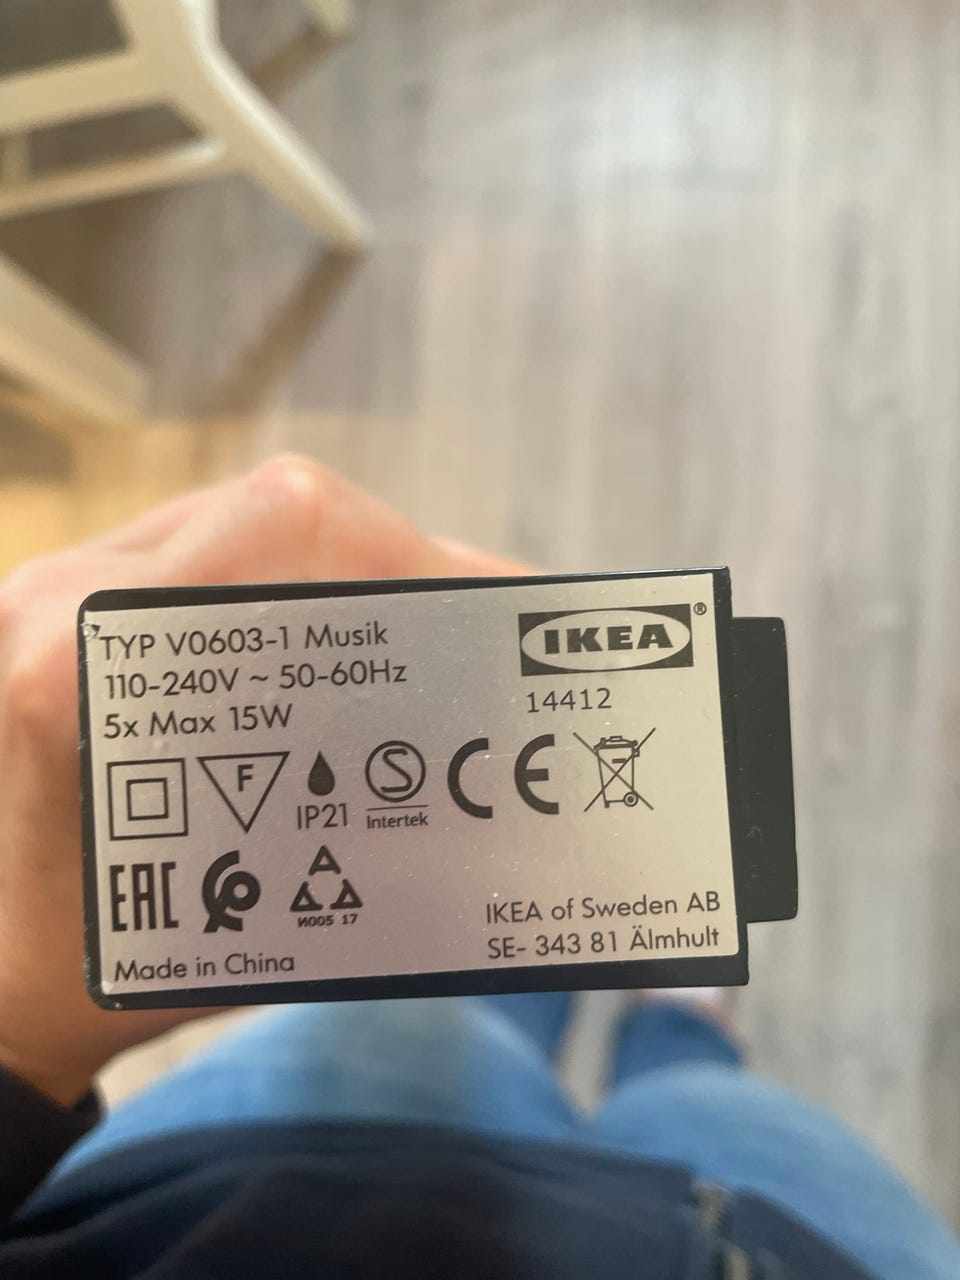 TYP V0603-1 Musik
110-240V ~ 50-60Hz
5x Max 15W
IKEA®
14412
F
IP21
S
Intertek
CE
EAC
A
И005 17
Made in China
IKEA of Sweden AB
SE- 343 81 Älmhult